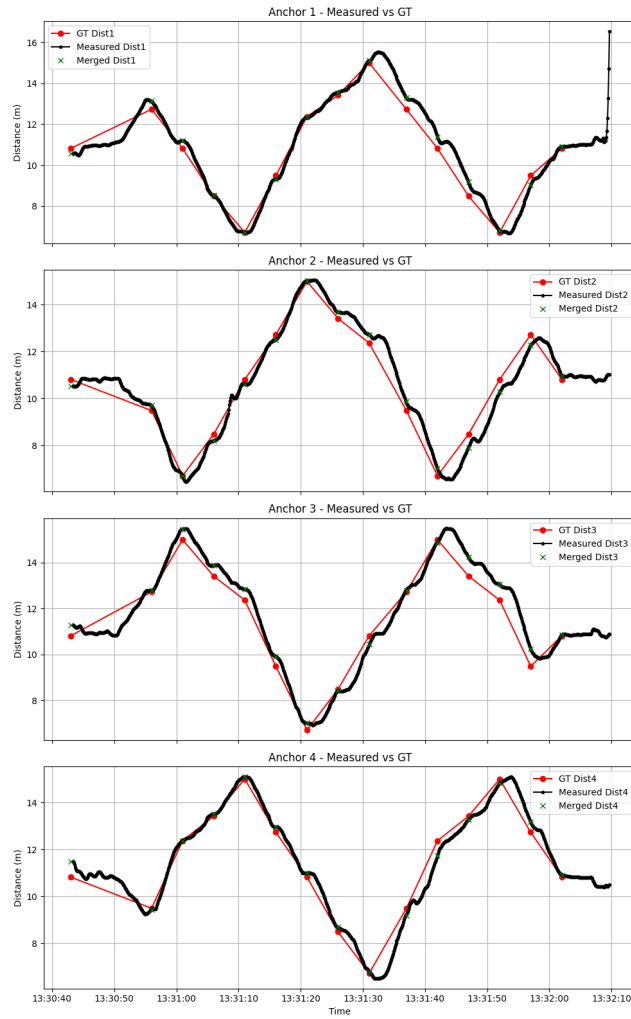 Anchor 1 - Measured vs GT
GT Dist1
Measured Dist1
Merged Dist1
Distance (m)
16
14
12
10
8
Anchor 2 - Measured vs GT
GT Dist2
Measured Dist2
Merged Dist2
Distance (m)
14
12
10
8
Anchor 3 - Measured vs GT
GT Dist3
Measured Dist3
Merged Dist3
Distance (m)
14
12
10
8
Anchor 4 - Measured vs GT
GT Dist4
Measured Dist4
Merged Dist4
Distance (m)
14
12
10
8
13:30:40 13:30:50 13:31:00 13:31:10 13:31:20 13:31:30 13:31:40 13:31:50 13:32:00 13:32:10
Time